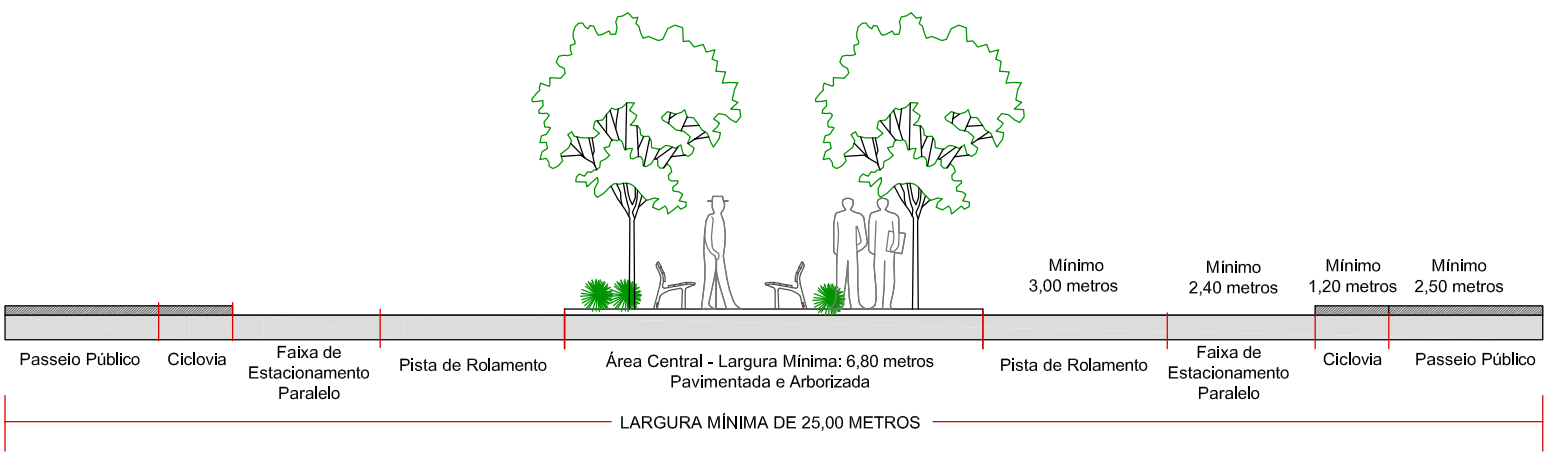 Mínimo
3,00 metros
Mínimo
2,40 metros
Mínimo
1,20 metros
Mínimo
2,50 metros
Passeio Público
Ciclovia
Faixa de
Estacionamento
Paralelo
Pista de Rolamento
Área Central - Largura Mínima: 6,80 metros
Pavimentada e Arborizada
Pista de Rolamento
Faixa de
Estacionamento
Paralelo
Ciclovia
Passeio Público
LARGURA MÍNIMA DE 25,00 METROS